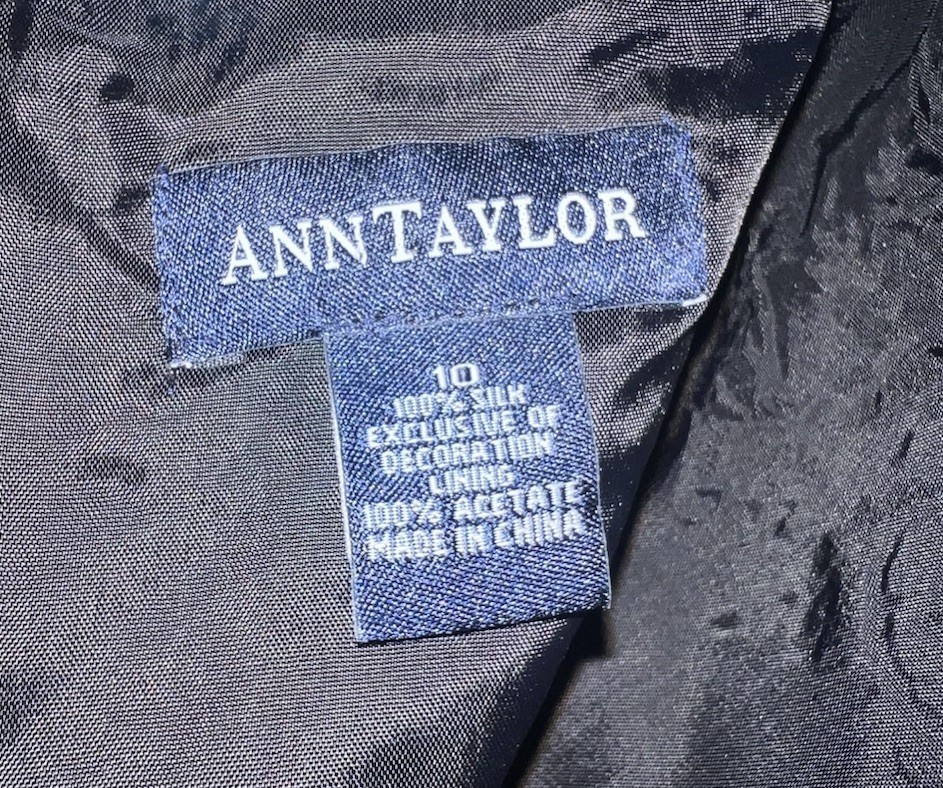 ANNTAYLOR
10
100% SILK
EXCLUSIVE OF
DECORATION
LINING
100% ACETATE
MADE IN CHINA